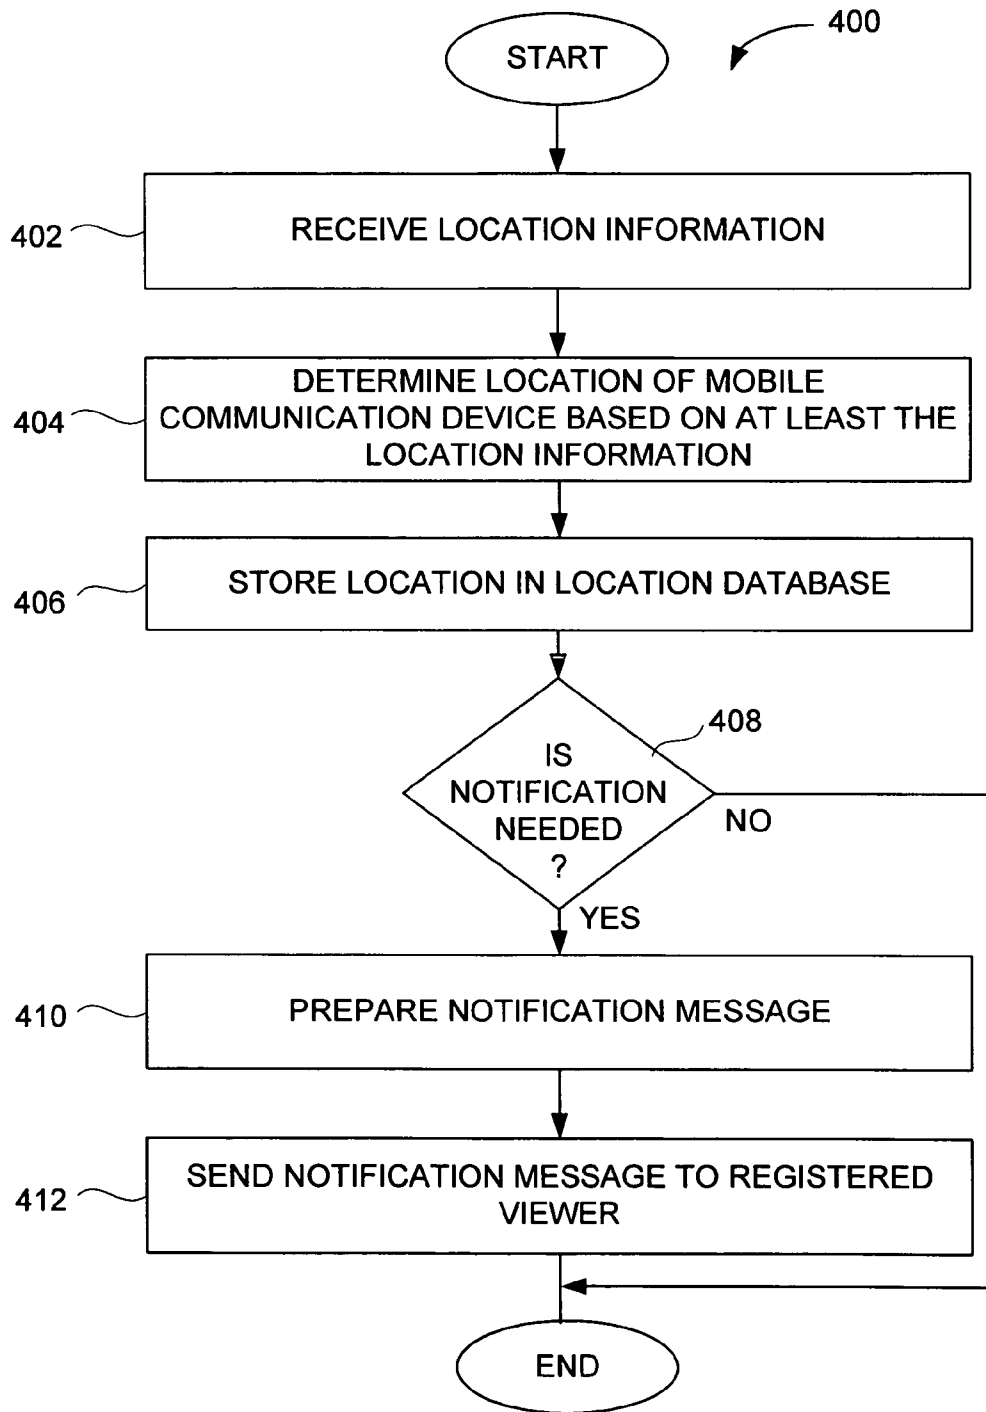 400
START
402
RECEIVE LOCATION INFORMATION
404
DETERMINE LOCATION OF MOBILE
COMMUNICATION DEVICE BASED ON AT LEAST THE
LOCATION INFORMATION
406
STORE LOCATION IN LOCATION DATABASE
408
IS
NOTIFICATION
NEEDED
?
NO
YES
410
PREPARE NOTIFICATION MESSAGE
412
SEND NOTIFICATION MESSAGE TO REGISTERED
VIEWER
END